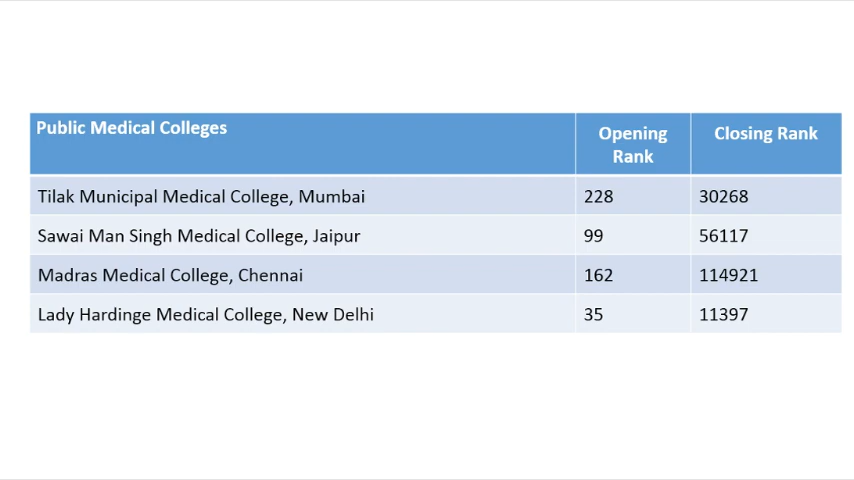 Public Medical Colleges Opening Rank Closing Rank
Tilak Municipal Medical College, Mumbai 228 30268
Sawai Man Singh Medical College, Jaipur 99 56117
Madras Medical College, Chennai 162 114921
Lady Hardinge Medical College, New Delhi 35 11397